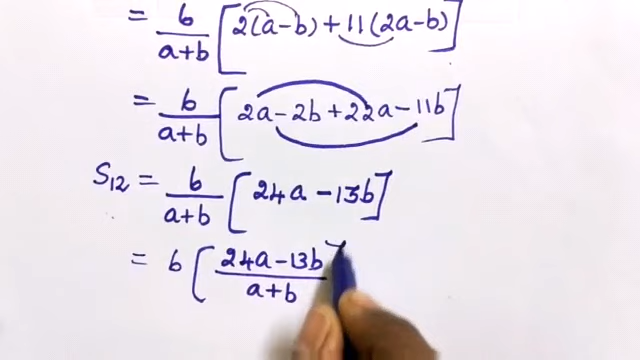 = 6/(a+b) [2(a-b) + 11(2a-b)]
= 6/(a+b) [2a-2b+22a-11b]
S₁₂ = 6/(a+b) [24a-13b]
= 6 [(24a-13b)/(a+b)]